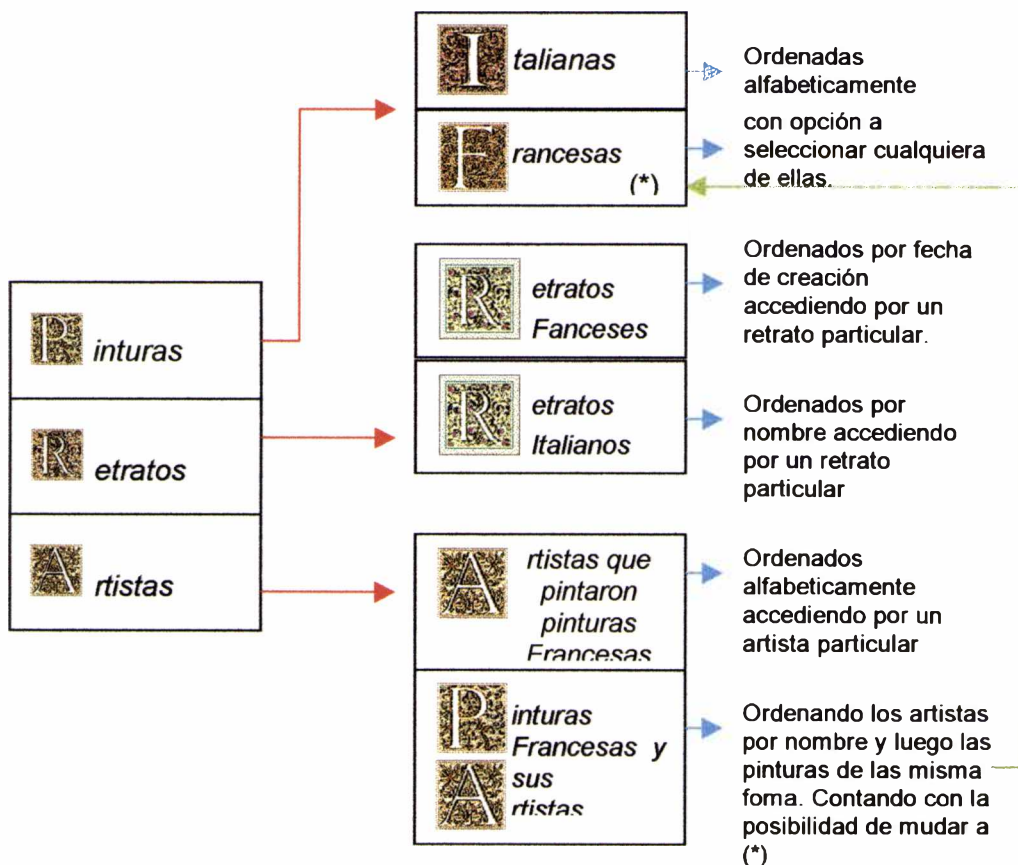 Pinturas
Retratos
Artistas
Italianas
Francesas
(*)
Retratos
Fanceses
Retratos
Italianos
Artistas que
pintaron
pinturas
Francesas
Pinturas
Francesas y
sus
Artistas
Ordenadas
alfabeticamente
con opción a
seleccionar cualquiera
de ellas.
Ordenados por fecha
de creación
accediendo por un
retrato particular.
Ordenados por
nombre accediendo
por un retrato
particular
Ordenados
alfabeticamente
accediendo por un
artista particular
Ordenando los artistas
por nombre y luego las
pinturas de las misma
foma. Contando con la
posibilidad de mudar a
(*)